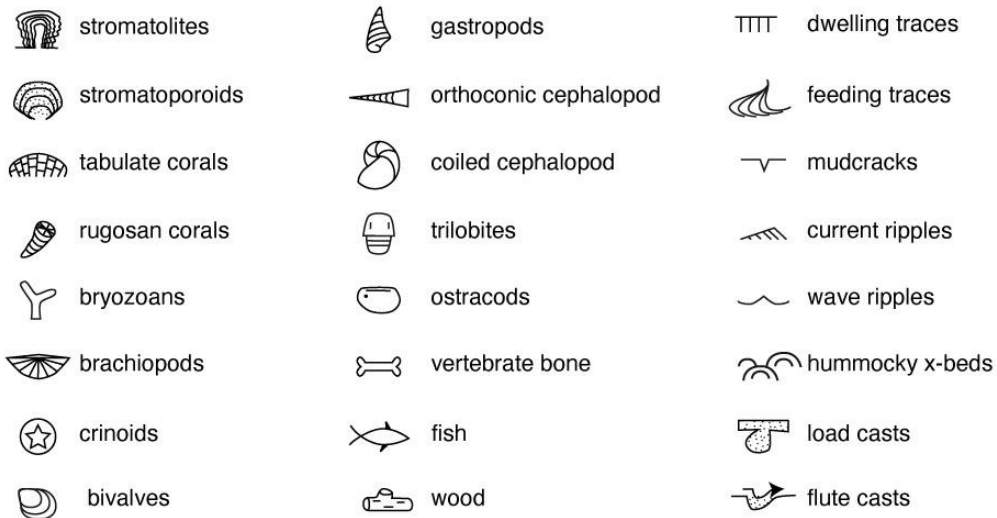 stromatolites
gastropods
dwelling traces
stromatoporoids
orthoconic cephalopod
feeding traces
tabulate corals
coiled cephalopod
mudcracks
rugosan corals
trilobites
current ripples
bryozoans
ostracods
wave ripples
brachiopods
vertebrate bone
hummocky x-beds
crinoids
fish
load casts
bivalves
wood
flute casts